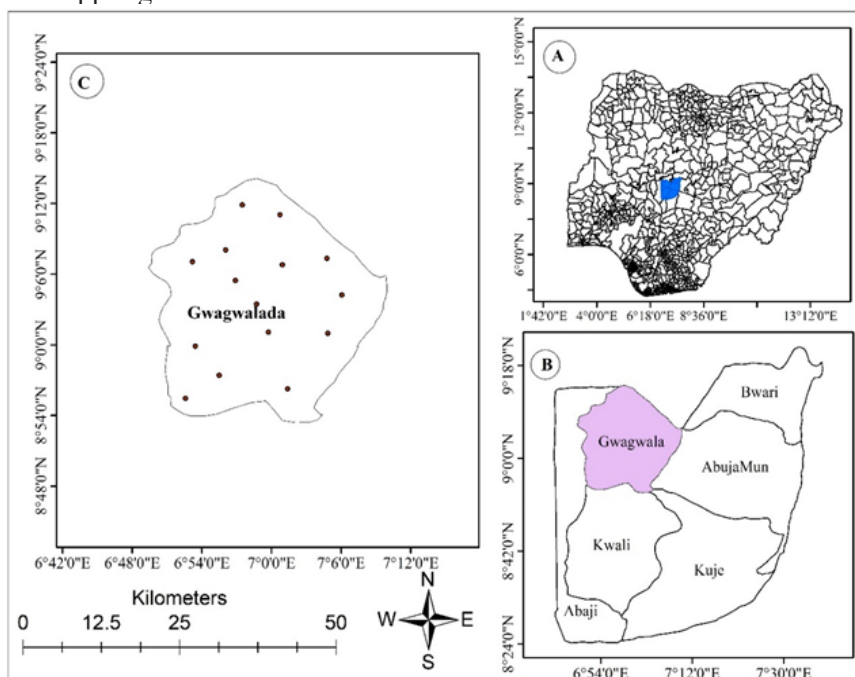 C
9°24'0"N
9°18'0"N
9°12'0"N
9°6'0"N
9°0'0"N
8°54'0"N
8°48'0"N
Gwagwalada
6°42'0"E 6°48'0"E 6°54'0"E 7°0'0"E 7°6'0"E 7°12'0"E
Kilometers
0 12.5 25 50
N
W E
S
A
15°0'0"N
12°0'0"N
9°0'0"N
6°0'0"N
1°42'0"E 4°0'0"E 6°18'0"E 8°36'0"E 13°12'0"E
B
9°18'0"N
9°0'0"N
8°42'0"N
8°24'0"N
Bwari
Gwagwala
AbujaMun
Kwali
Kuje
Abaji
6°54'0"E 7°12'0"E 7°30'0"E